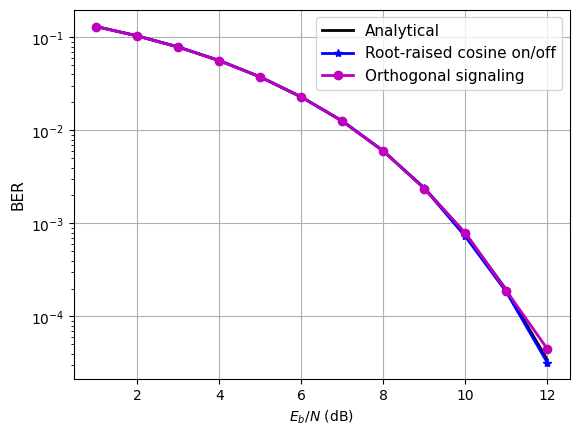 Analytical
Root-raised cosine on/off
Orthogonal signaling
BER
10⁻¹
10⁻²
10⁻³
10⁻⁴
2 4 6 8 10 12
E_b/N (dB)